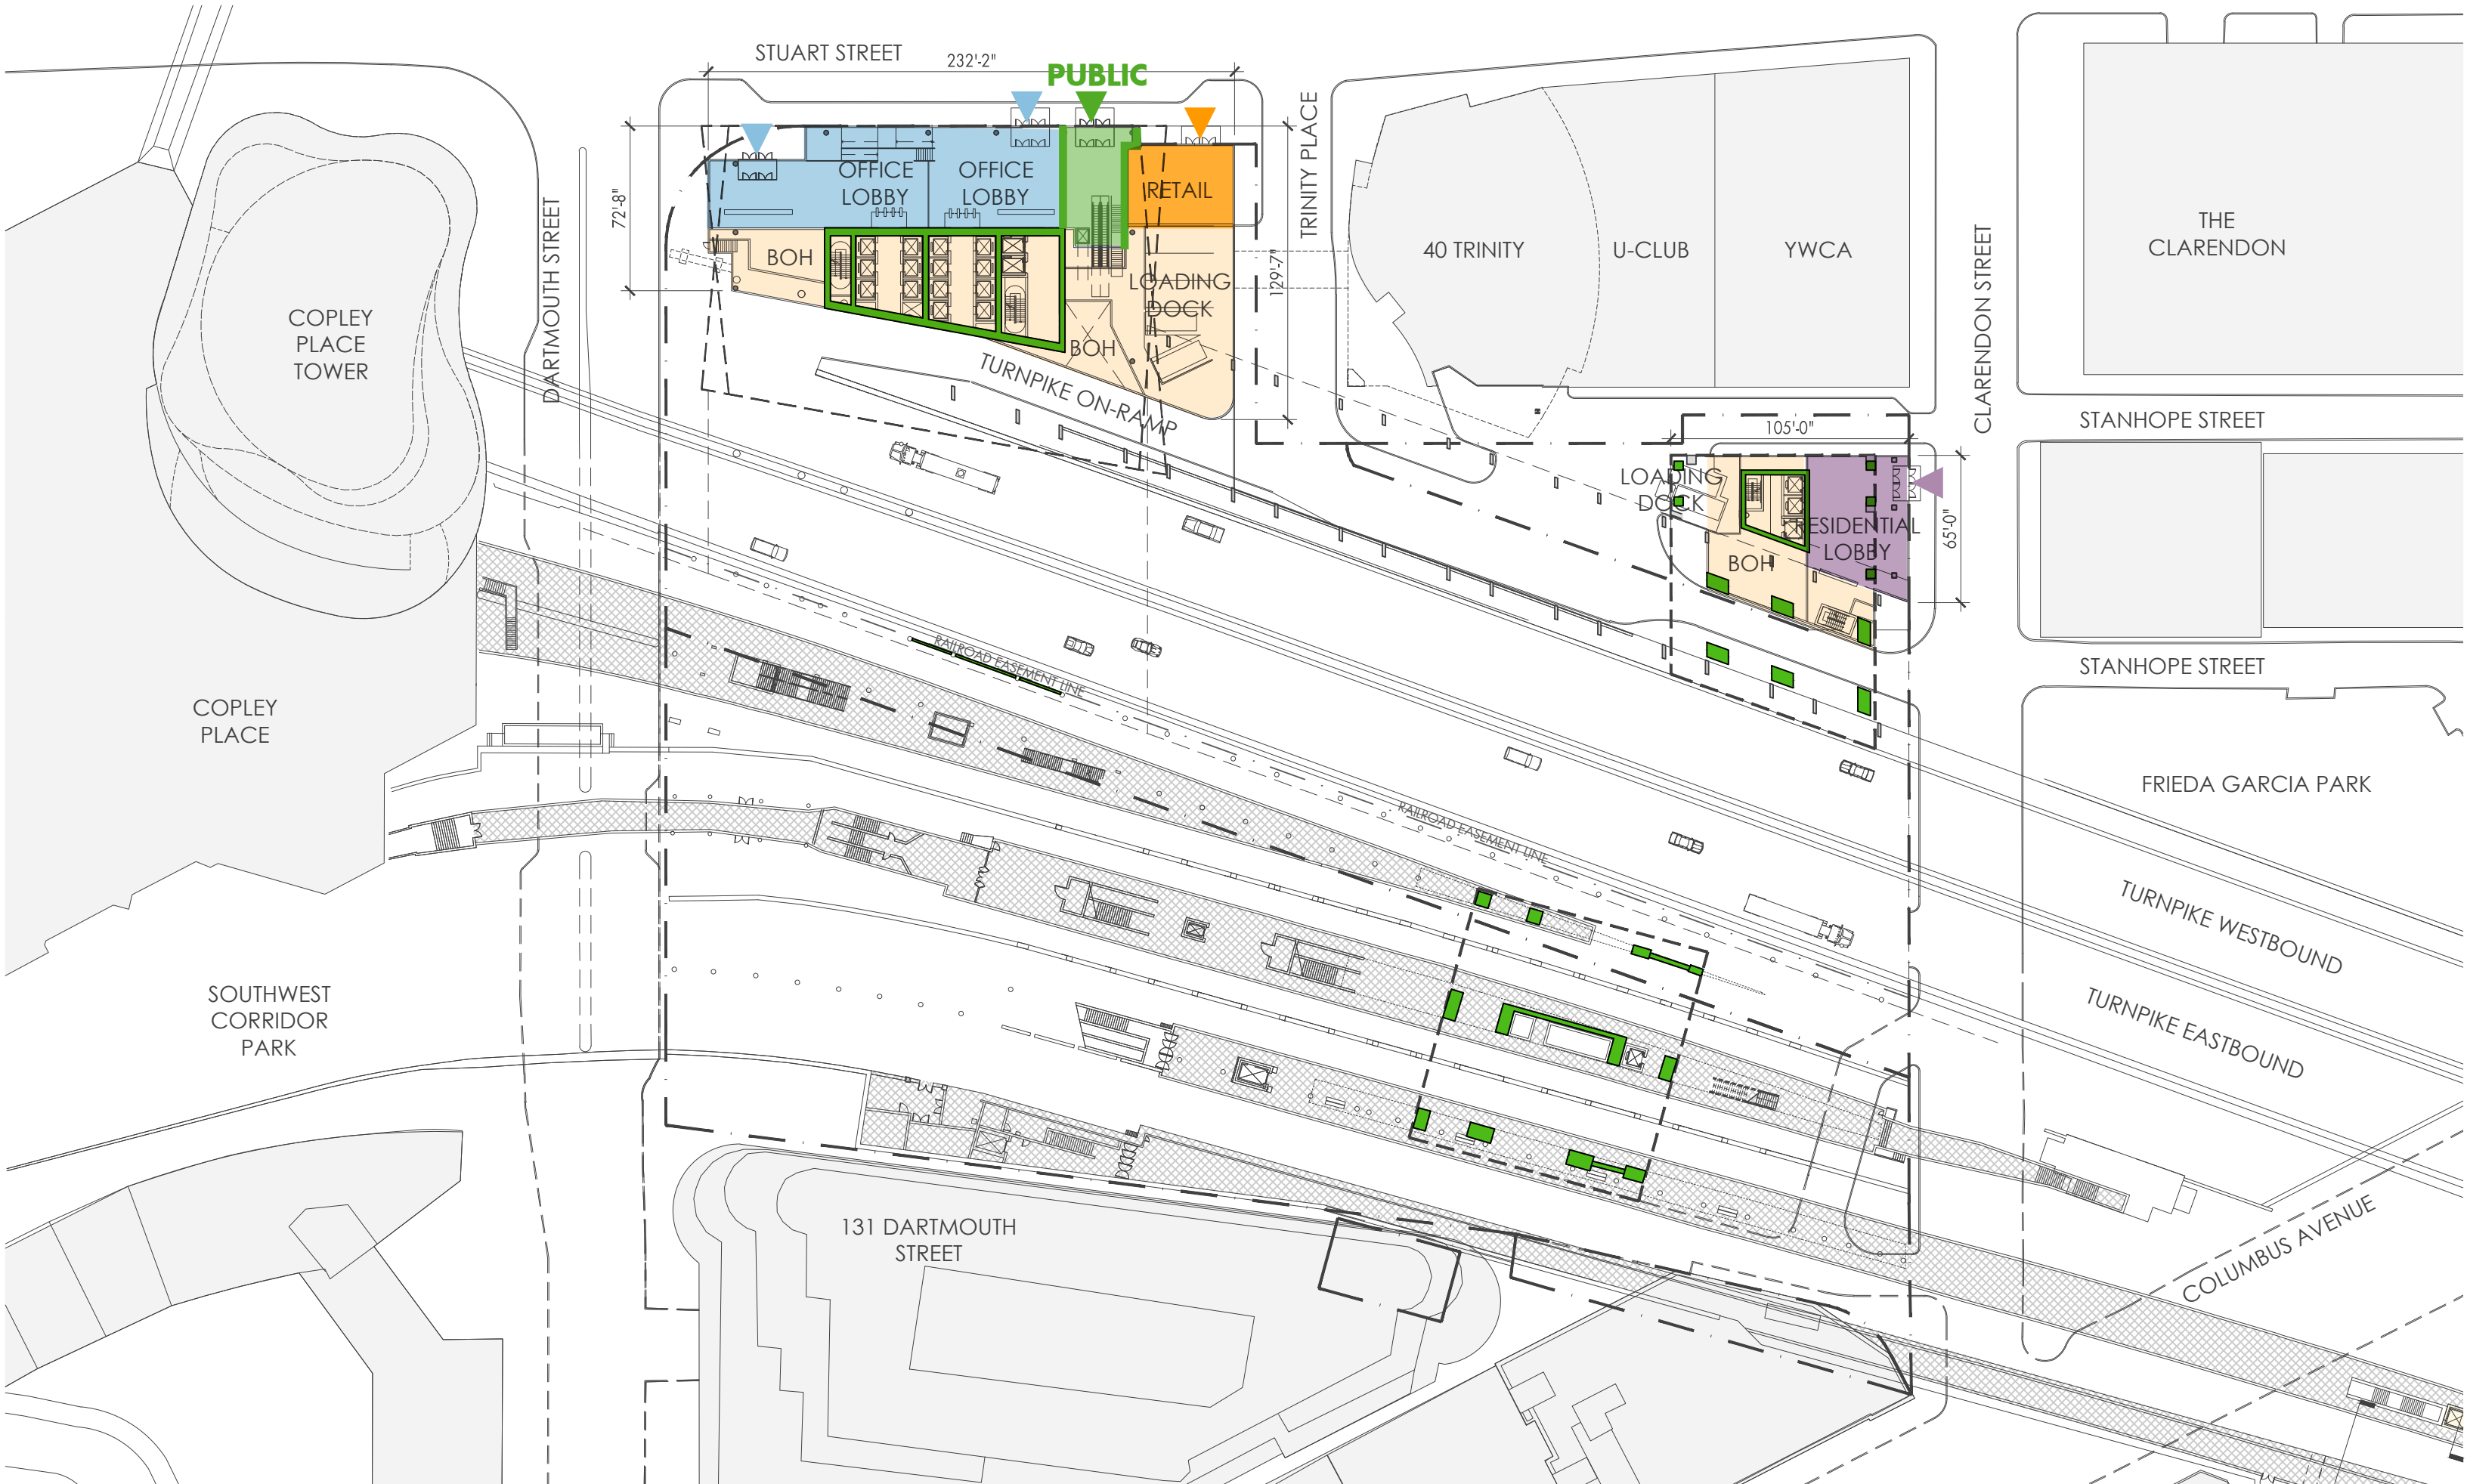 STUART STREET
232'-2"
PUBLIC
72'-8"
OFFICE
LOBBY
OFFICE
LOBBY
RETAIL
BOH
LOADING
DOCK
BOH
129'-7"
TRINITY PLACE
TURNPIKE ON-RAMP
DARTMOUTH STREET
COPLEY
PLACE
TOWER
COPLEY
PLACE
40 TRINITY
U-CLUB
YWCA
CLARENDON STREET
THE
CLARENDON
STANHOPE STREET
105'-0"
LOADING
DOCK
RESIDENTIAL
LOBBY
BOH
65'-0"
STANHOPE STREET
FRIEDA GARCIA PARK
RAILROAD EASEMENT LINE
RAILROAD EASEMENT LINE
TURNPIKE WESTBOUND
TURNPIKE EASTBOUND
SOUTHWEST
CORRIDOR
PARK
131 DARTMOUTH
STREET
COLUMBUS AVENUE